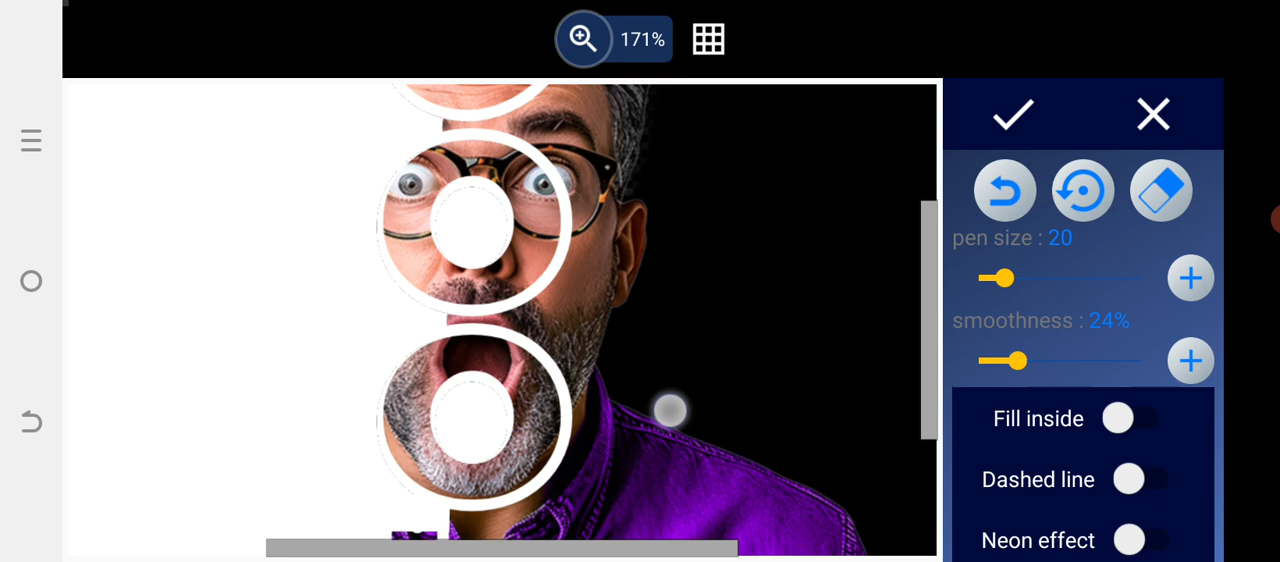 171%
pen size : 20
smoothness : 24%
Fill inside
Dashed line
Neon effect